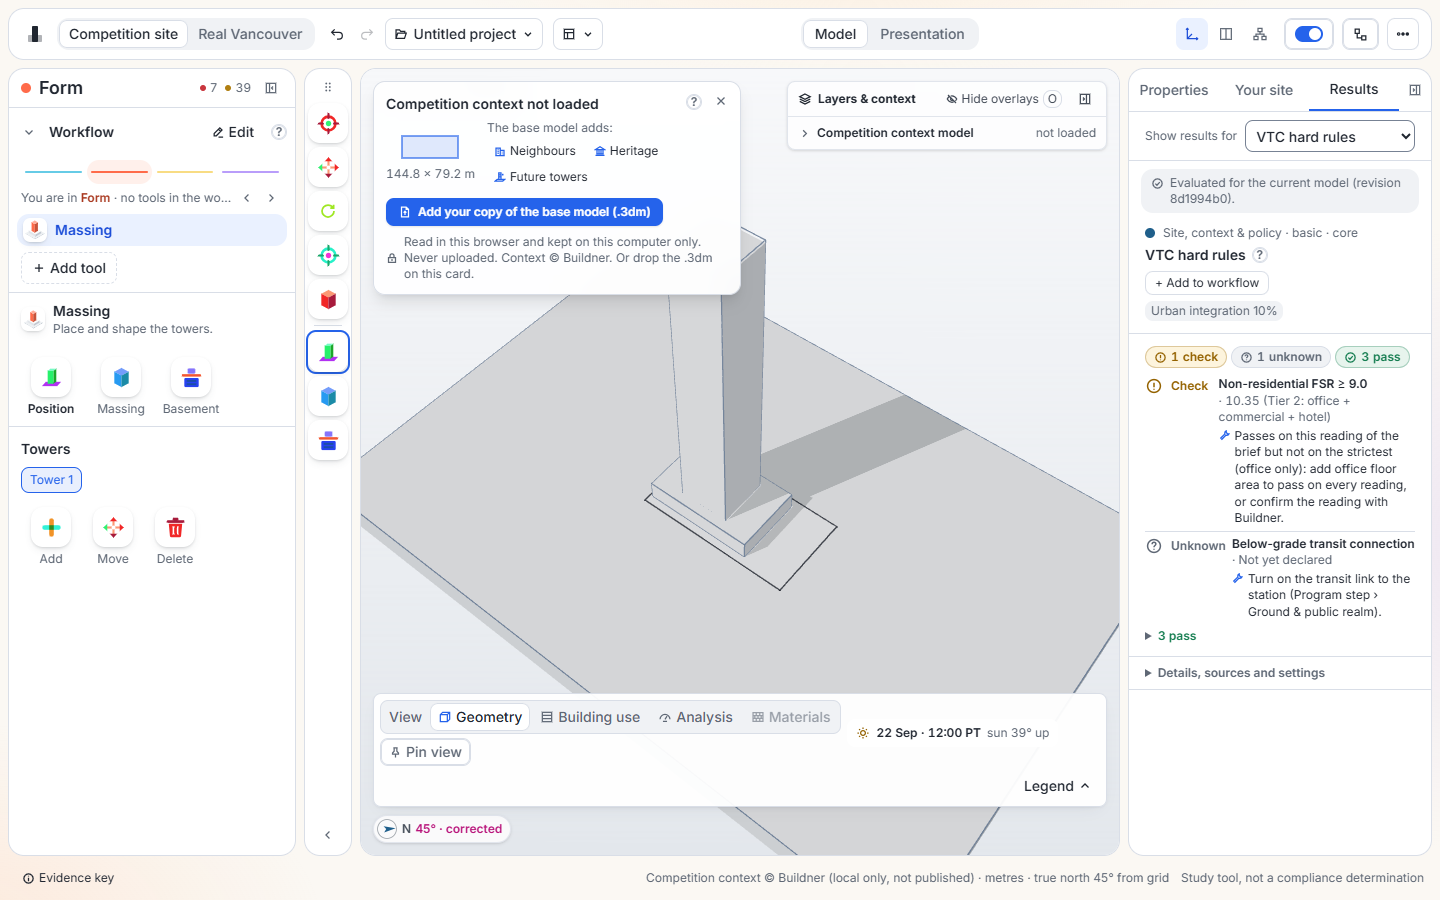 Competition site
Real Vancouver
Untitled project
Model
Presentation
Form
7
39
Workflow
Edit
?
You are in Form · no tools in the wo...
Massing
+ Add tool
Massing
Place and shape the towers.
Position
Massing
Basement
Towers
Tower 1
Add
Move
Delete
Competition context not loaded
?
144.8 × 79.2 m
The base model adds:
Neighbours
Heritage
Future towers
Add your copy of the base model (.3dm)
Read in this browser and kept on this computer only.
Never uploaded. Context © Buildner. Or drop the .3dm
on this card.
Layers & context
Hide overlays
O
Competition context model
not loaded
View
Geometry
Building use
Analysis
Materials
Pin view
22 Sep · 12:00 PT sun 39° up
Legend
N 45° · corrected
Properties
Your site
Results
Show results for
VTC hard rules
Evaluated for the current model (revision
8d1994b0).
Site, context & policy · basic · core
VTC hard rules
?
+ Add to workflow
Urban integration 10%
1 check
1 unknown
3 pass
Check
Non-residential FSR ≥ 9.0
· 10.35 (Tier 2: office +
commercial + hotel)
Passes on this reading of the
brief but not on the strictest
(office only): add office floor
area to pass on every reading,
or confirm the reading with
Buildner.
Unknown
Below-grade transit connection
· Not yet declared
Turn on the transit link to the
station (Program step ›
Ground & public realm).
3 pass
Details, sources and settings
Evidence key
Competition context © Buildner (local only, not published) · metres · true north 45° from grid
Study tool, not a compliance determination